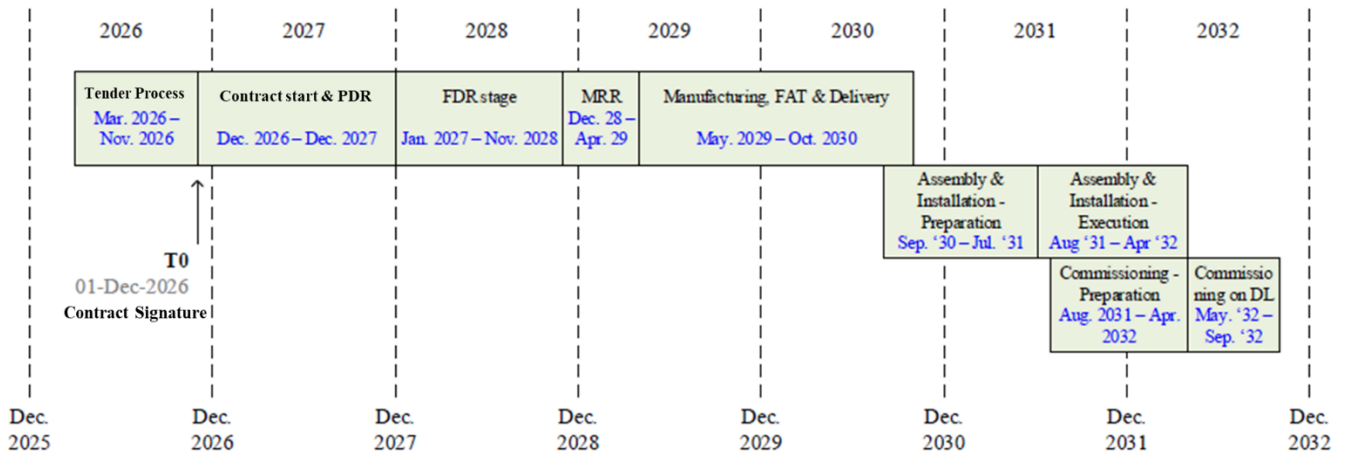 2026
2027
2028
2029
2030
2031
2032
Tender Process
Mar. 2026 –
Nov. 2026
Contract start & PDR
Dec. 2026 – Dec. 2027
FDR stage
Jan. 2027 – Nov. 2028
MRR
Dec. 28 –
Apr. 29
Manufacturing, FAT & Delivery
May. 2029 – Oct. 2030
Assembly &
Installation -
Preparation
Sep. ‘30 – Jul. ‘31
Assembly &
Installation -
Execution
Aug ‘31 – Apr ‘32
T0
01-Dec-2026
Contract Signature
Commissioning -
Preparation
Aug. 2031 – Apr.
2032
Commissio
ning on DL
May. ‘32 –
Sep. ‘32
Dec.
2025
Dec.
2026
Dec.
2027
Dec.
2028
Dec.
2029
Dec.
2030
Dec.
2031
Dec.
2032